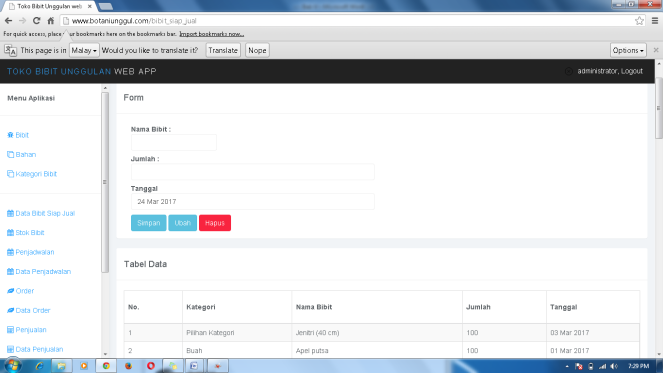 Toko Bibit Unggulan web
www.botaniunggul.com/bibit_siap_jual
For quick access, place your bookmarks here on the bookmarks bar. Import bookmarks now...
This page is in Malay Would you like to translate it? Translate Nope Options
TOKO BIBIT UNGGULAN WEB APP
administrator, Logout
Menu Aplikasi
Bibit
Bahan
Kategori Bibit
Data Bibit Siap Jual
Stok Bibit
Penjadwalan
Data Penjadwalan
Order
Data Order
Penjualan
Data Penjualan
Form
Nama Bibit :
Jumlah :
Tanggal
24 Mar 2017
Simpan Ubah Hapus
Tabel Data
No. Kategori Nama Bibit Jumlah Tanggal
1 Pilihan Kategori Jenitri (40 cm) 100 03 Mar 2017
2 Buah Apel putsa 100 01 Mar 2017
7:29 PM